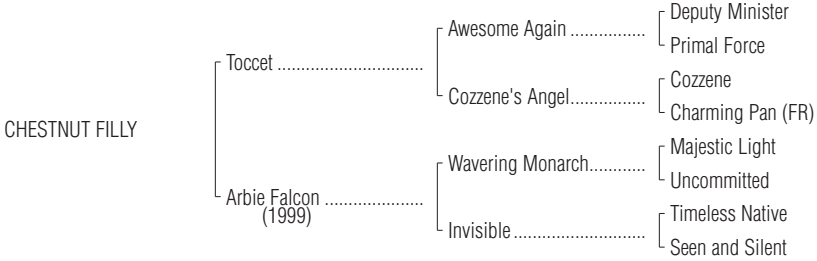 Deputy Minister
Awesome Again ................
Primal Force
Toccet ...............................
Cozzene
Cozzene's Angel................
Charming Pan (FR)
CHESTNUT FILLY
Majestic Light
Wavering Monarch............
Uncommitted
Arbie Falcon .....................
(1999)
Timeless Native
Invisible ............................
Seen and Silent